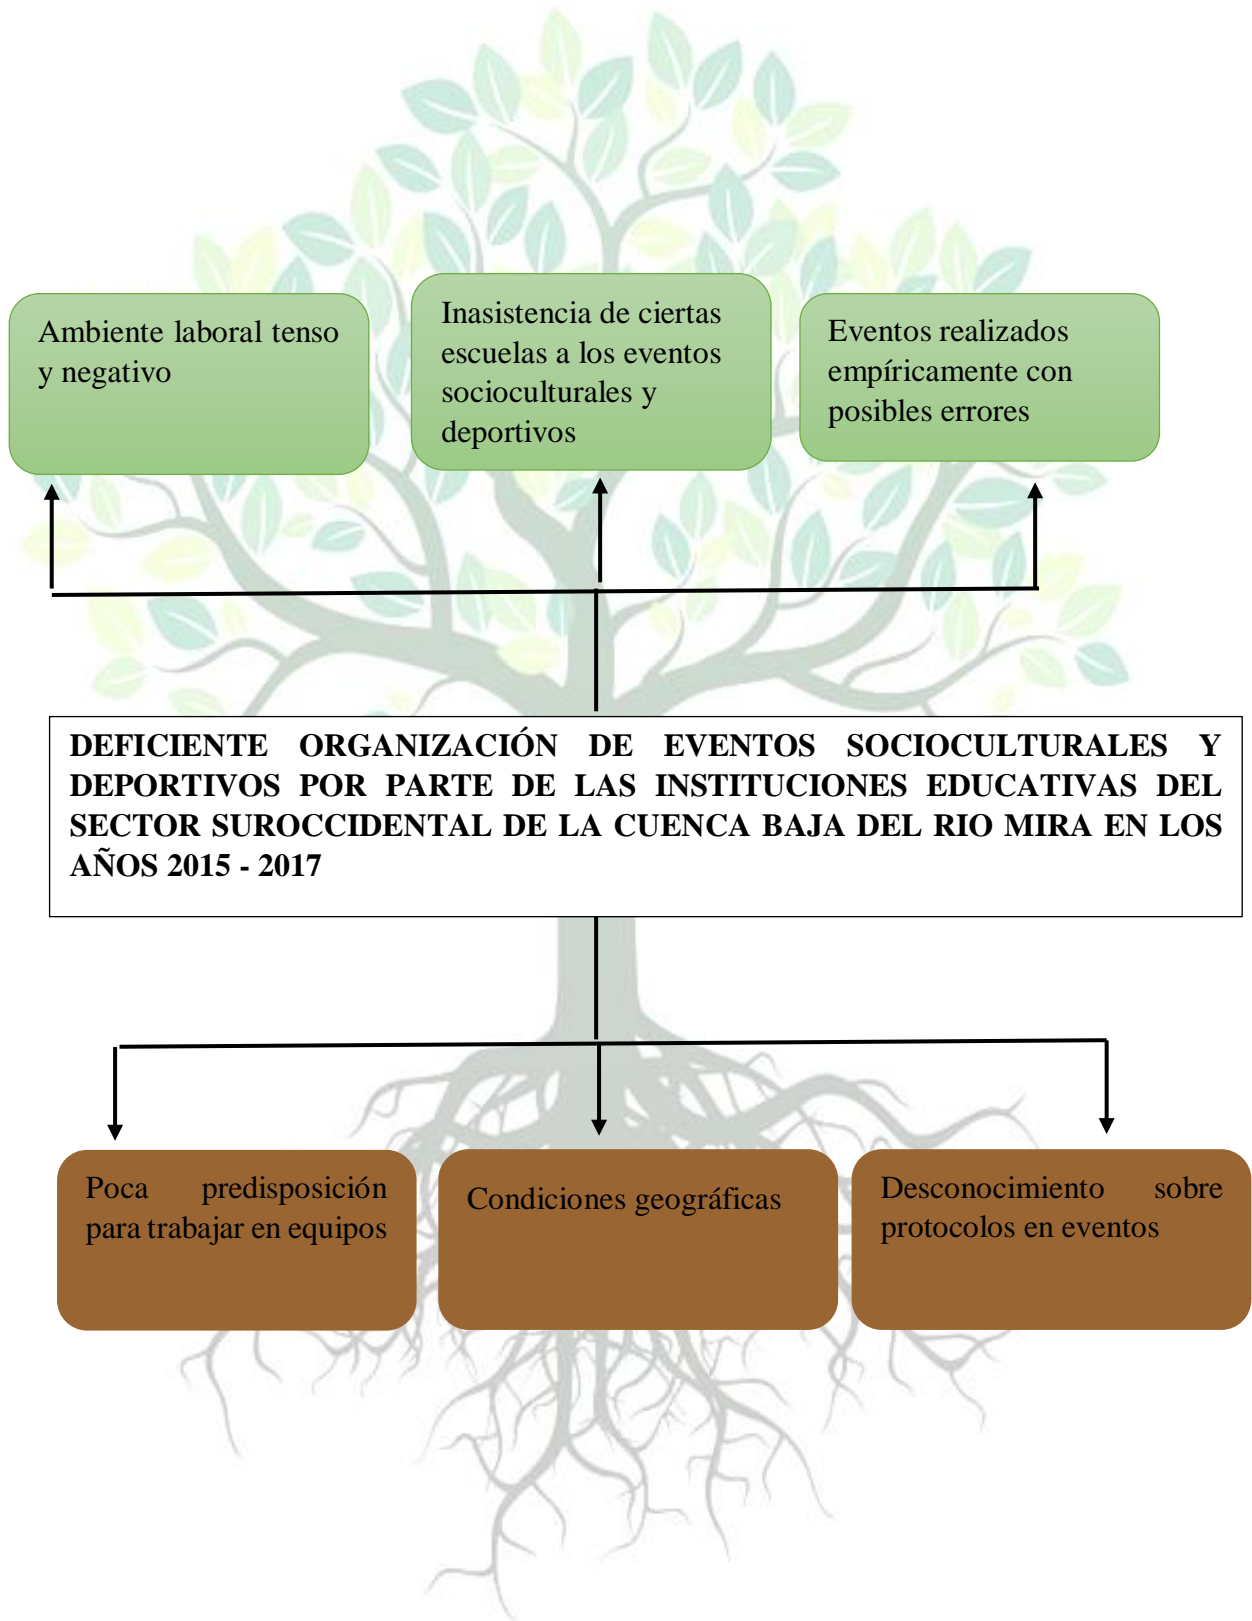 Ambiente laboral tenso
y negativo
Inasistencia de ciertas
escuelas a los eventos
socioculturales y
deportivos
Eventos realizados
empíricamente con
posibles errores
DEFICIENTE ORGANIZACIÓN DE EVENTOS SOCIOCULTURALES Y
DEPORTIVOS POR PARTE DE LAS INSTITUCIONES EDUCATIVAS DEL
SECTOR SUROCCIDENTAL DE LA CUENCA BAJA DEL RIO MIRA EN LOS
AÑOS 2015 - 2017
Poca predisposición
para trabajar en equipos
Condiciones geográficas
Desconocimiento sobre
protocolos en eventos